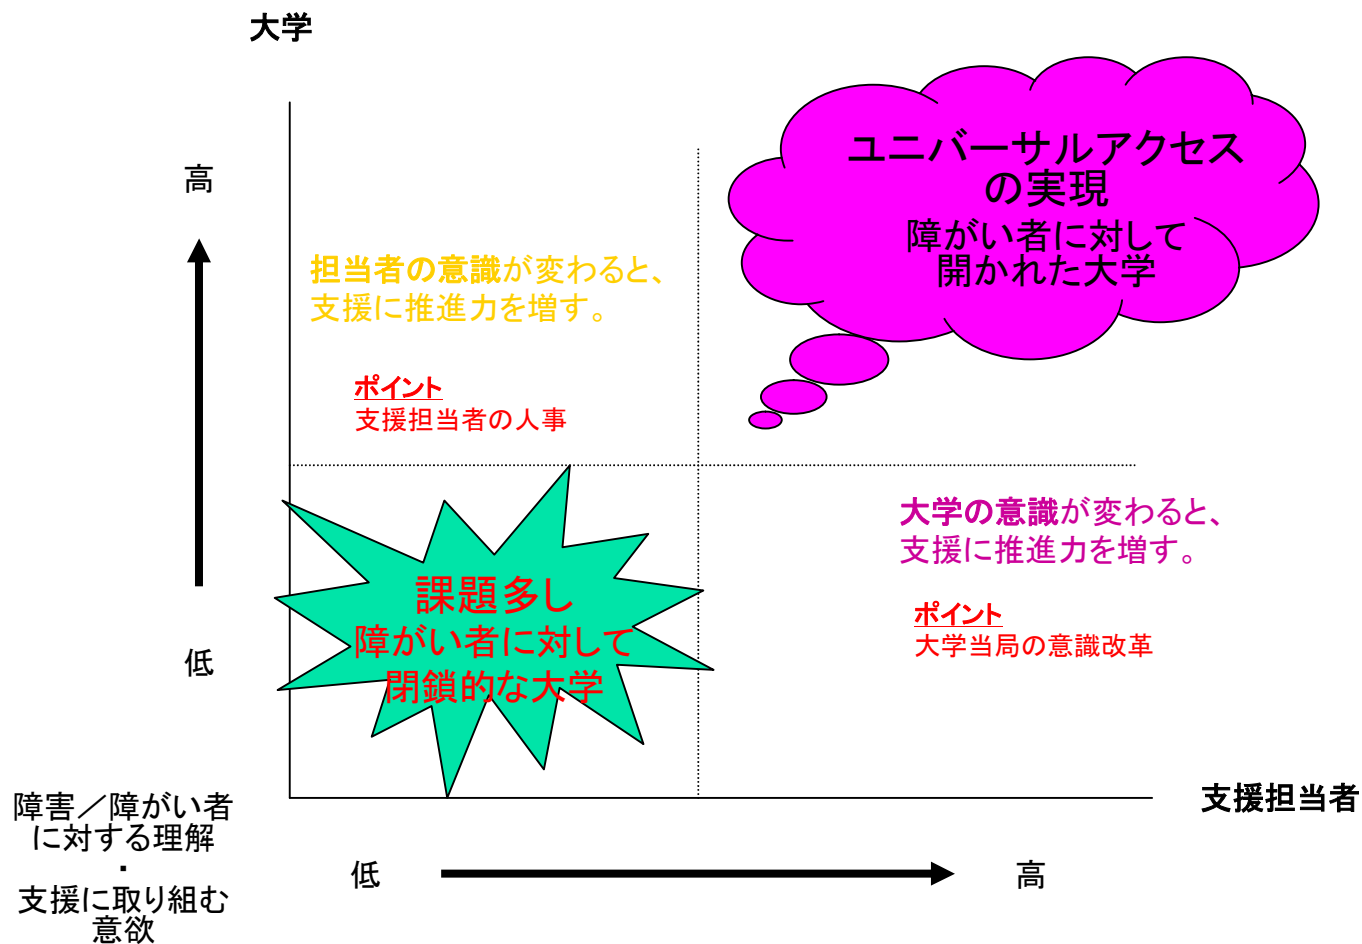 大学
高
ユニバーサルアクセス
の実現
障がい者に対して
開かれた大学
担当者の意識が変わると、
支援に推進力を増す。
ポイント
支援担当者の人事
大学の意識が変わると、
支援に推進力を増す。
ポイント
大学当局の意識改革
課題多し
障がい者に対して
閉鎖的な大学
低
支援担当者
障害／障がい者
に対する理解
・
支援に取り組む
意欲
低
高